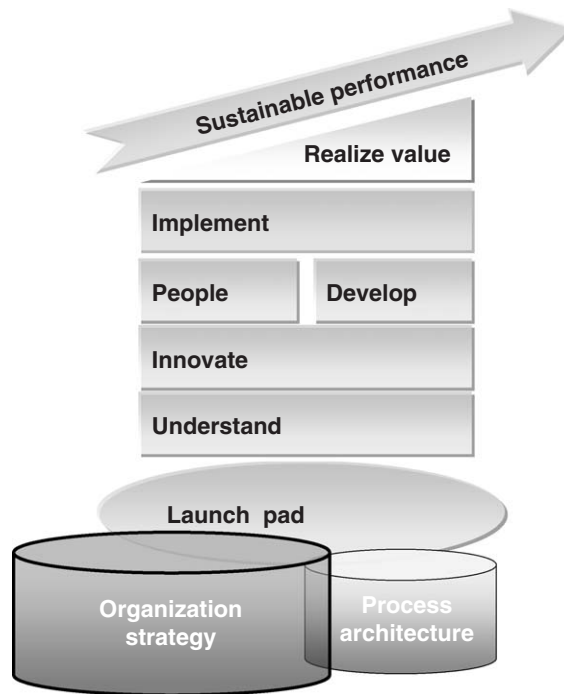 Sustainable performance
Realize value
Implement
People
Develop
Innovate
Understand
Launch pad
Organization
strategy
Process
architecture